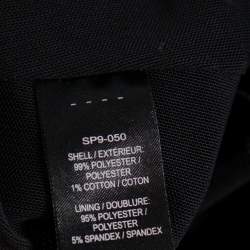 - - - -
SP9-050
SHELL / EXTÉRIEUR:
99% POLYESTER /
POLYESTER
1% COTTON / COTON
LINING / DOUBLURE:
95% POLYESTER /
POLYESTER
5% SPANDEX / SPANDEX